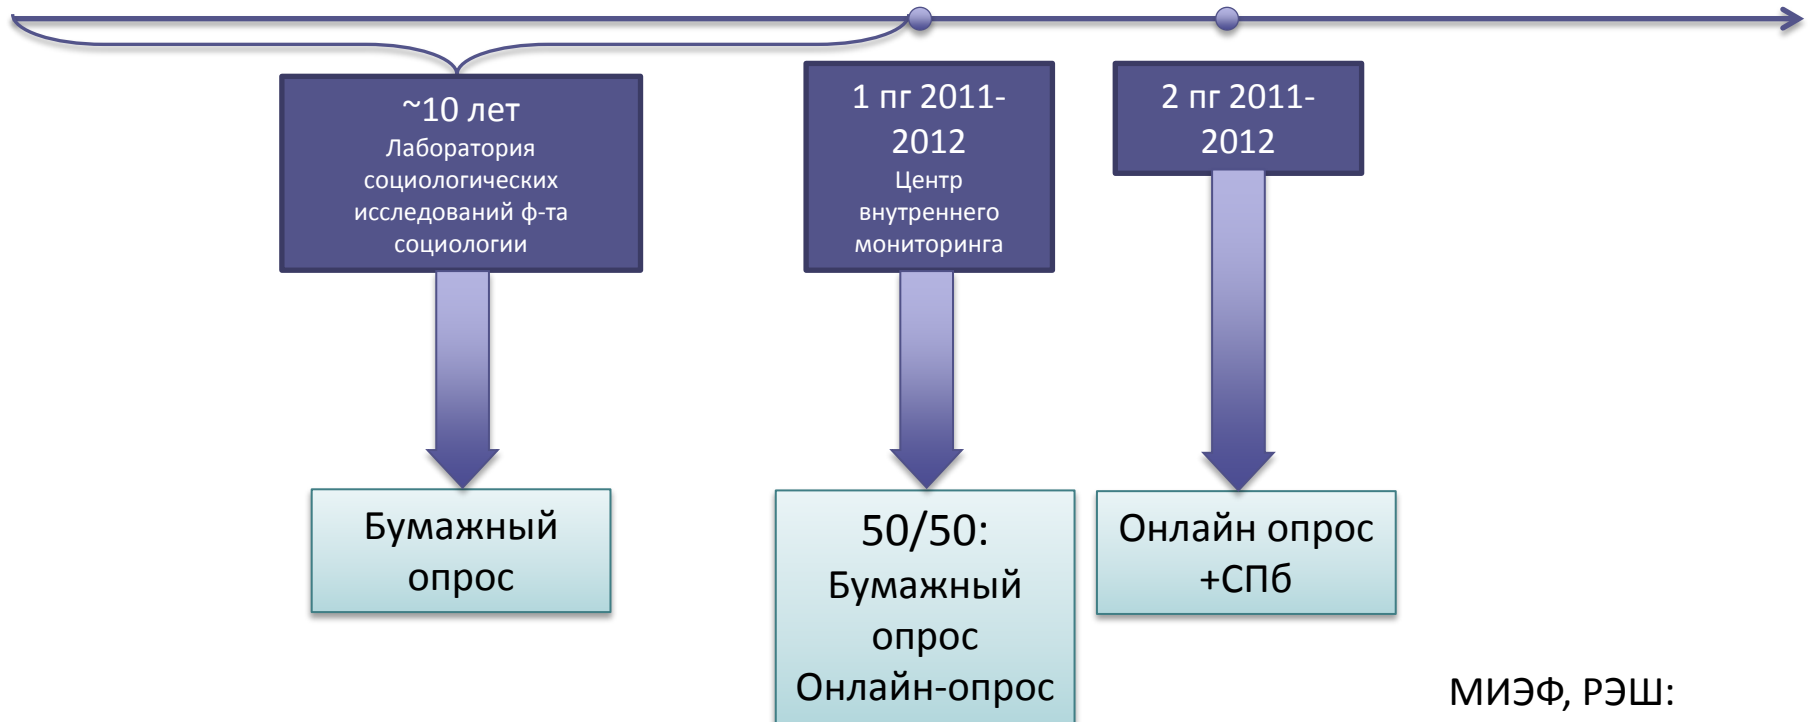 ~10 лет
Лаборатория
социологических
исследований ф-та
социологии
1 пг 2011-
2012
Центр
внутреннего
мониторинга
2 пг 2011-
2012
Бумажный
опрос
50/50:
Бумажный
опрос
Онлайн-опрос
Онлайн опрос
+СПб
МИЭФ, РЭШ: